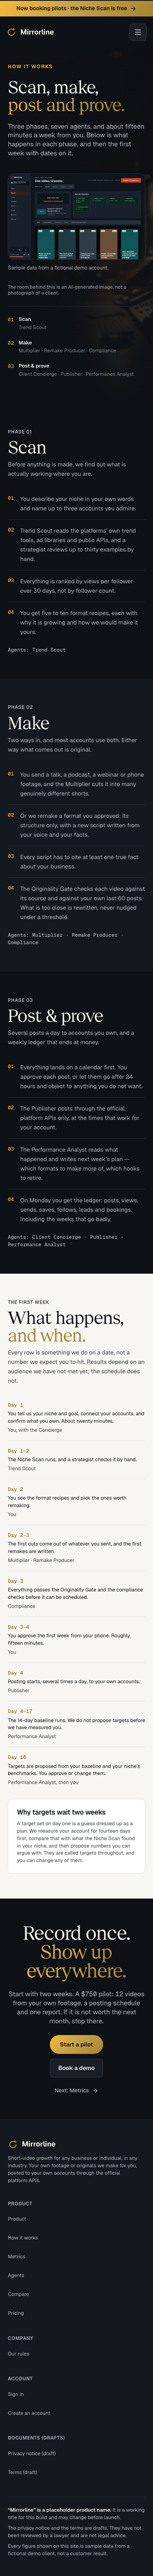 Now booking pilots · the Niche Scan is free →
Mirrorline
HOW IT WORKS
Scan, make,
post and prove.
Three phases, seven agents, and about fifteen
minutes a week from you. Below is what
happens in each phase, and then the first
week with dates on it.
Sample data from a fictional demo account.
The room behind this is an AI-generated image, not a
photograph of a client.
01 Scan
Trend Scout
02 Make
Multiplier · Remake Producer · Compliance
03 Post & prove
Client Concierge · Publisher · Performance Analyst
PHASE 01
Scan
Before anything is made, we find out what is
actually working where you are.
01 You describe your niche in your own words
and name up to three accounts you admire.
02 Trend Scout reads the platforms' own trend
tools, ad libraries and public APIs, and a
strategist reviews up to thirty examples by
hand.
03 Everything is ranked by views per follower
over 30 days, not by follower count.
04 You get five to ten format recipes, each with
why it is growing and how we would make it
yours.
Agents: Trend Scout
PHASE 02
Make
Two ways in, and most accounts use both. Either
way what comes out is original.
01 You send a talk, a podcast, a webinar or phone
footage, and the Multiplier cuts it into many
genuinely different shorts.
02 Or we remake a format you approved: its
structure only, with a new script written from
your voice and your facts.
03 Every script has to cite at least one true fact
about your business.
04 The Originality Gate checks each video against
its source and against your own last 60 posts.
What is too close is rewritten, never nudged
under a threshold.
Agents: Multiplier · Remake Producer ·
Compliance
PHASE 03
Post & prove
Several posts a day to accounts you own, and a
weekly ledger that ends at money.
01 Everything lands on a calendar first. You
approve each post, or let them go after 24
hours and object to anything you do not want.
02 The Publisher posts through the official
platform APIs only, at the times that work for
your account.
03 The Performance Analyst reads what
happened and writes next week's plan —
which formats to make more of, which hooks
to retire.
04 On Monday you get the ledger: posts, views,
sends, saves, follows, leads and bookings.
Including the weeks that go badly.
Agents: Client Concierge · Publisher ·
Performance Analyst
THE FIRST WEEK
What happens,
and when.
Every row is something we do on a date, not a
number we expect you to hit. Results depend on an
audience we have not met yet; the schedule does
not.
Day 1
You tell us your niche and goal, connect your accounts, and
confirm what you own. About twenty minutes.
You, with the Concierge
Day 1–2
The Niche Scan runs, and a strategist checks it by hand.
Trend Scout
Day 2
You see the format recipes and pick the ones worth
remaking.
You
Day 2–3
The first cuts come out of whatever you sent, and the first
remakes are written.
Multiplier · Remake Producer
Day 3
Everything passes the Originality Gate and the compliance
checks before it can be scheduled.
Compliance
Day 3–4
You approve the first week from your phone. Roughly
fifteen minutes.
You
Day 4
Posting starts, several times a day, to your own accounts.
Publisher
Day 4–17
The 14-day baseline runs. We do not propose targets before
we have measured you.
Performance Analyst
Day 18
Targets are proposed from your baseline and your niche's
benchmarks. You approve or change them.
Performance Analyst, then you
Why targets wait two weeks
A target set on day one is a guess dressed up as a
date. We measure your account for fourteen days
first, compare that with what the Niche Scan found
in your niche, and then propose numbers you can
argue with. They are called targets throughout, and
you can change any of them.
Record once.
Show up
everywhere.
Start with two weeks. A $750 pilot: 12 videos
from your own footage, a posting schedule
and one report. If it is not worth the next
month, stop there.
Start a pilot
Book a demo
Next: Metrics →
Mirrorline
Short-video growth for any business or individual, in any
industry. Your own footage or originals we make for you,
posted to your own accounts through the official
platform APIs.
PRODUCT
Product
How it works
Metrics
Agents
Compare
Pricing
COMPANY
Our rules
ACCOUNT
Sign in
Create an account
DOCUMENTS (DRAFTS)
Privacy notice (draft)
Terms (draft)
"Mirrorline" is a placeholder product name. It is a working
title for this build and may change before launch.
The privacy notice and the terms are drafts. They have not
been reviewed by a lawyer and are not legal advice.
Every figure shown on this site is sample data from a
fictional demo client, not a customer result.